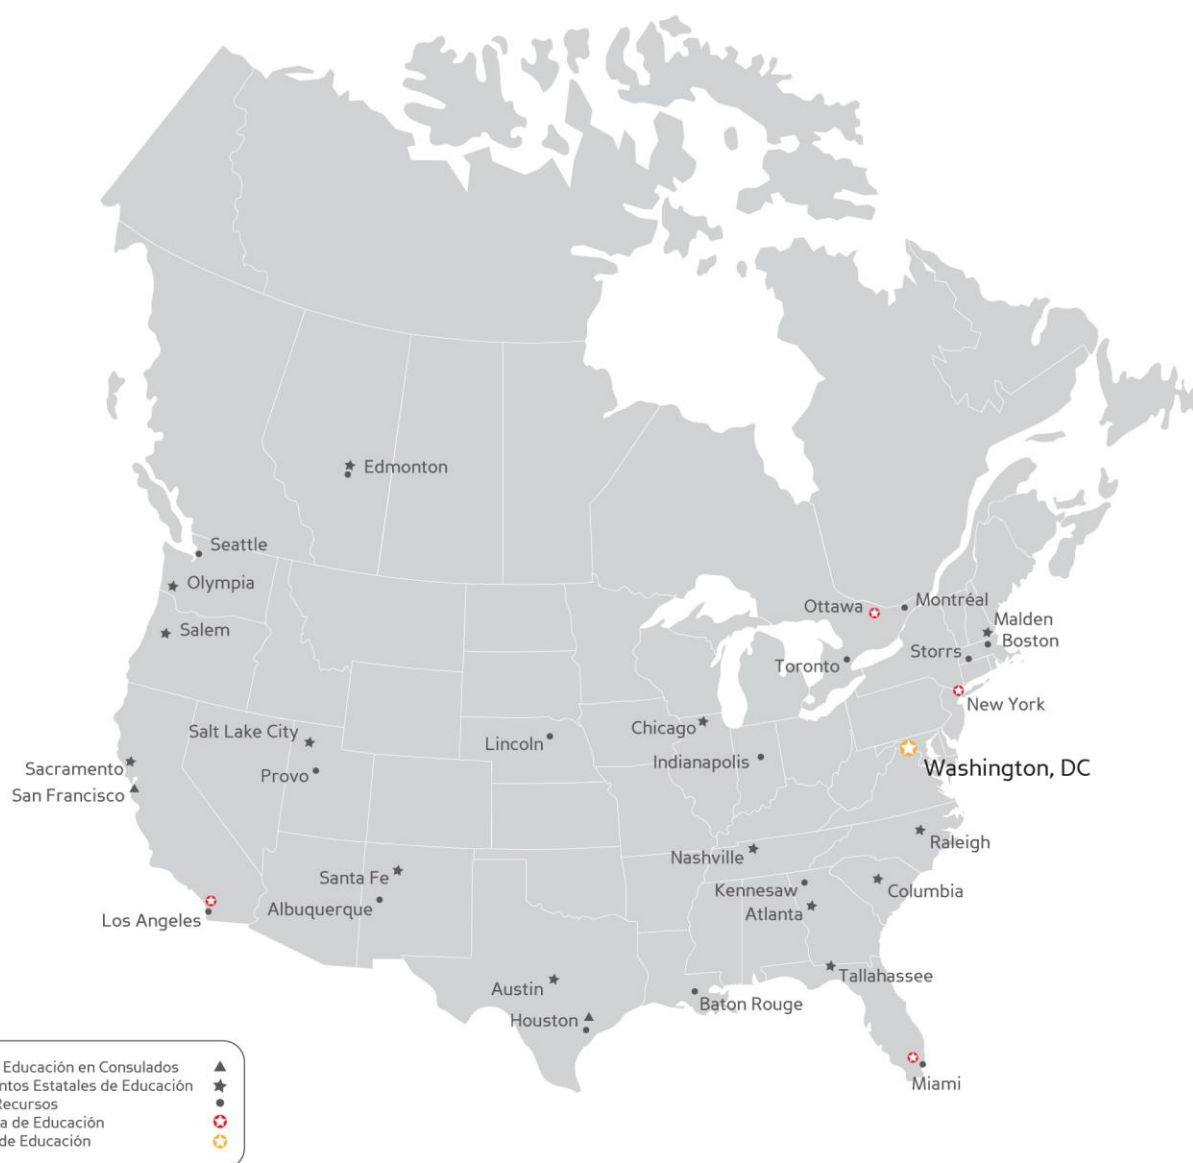 Edmonton
Seattle
Olympia
Salem
Ottawa
Montréal
Malden
Boston
Storrs
Toronto
New York
Salt Lake City
Chicago
Lincoln
Indianapolis
Provo
Sacramento
San Francisco
Washington, DC
Raleigh
Nashville
Santa Fe
Kennesaw
Columbia
Albuquerque
Atlanta
Los Angeles
Tallahassee
Austin
Baton Rouge
Houston
Miami
Educación en Consulados
Estatales de Educación
Recursos
de Educación
de Educación